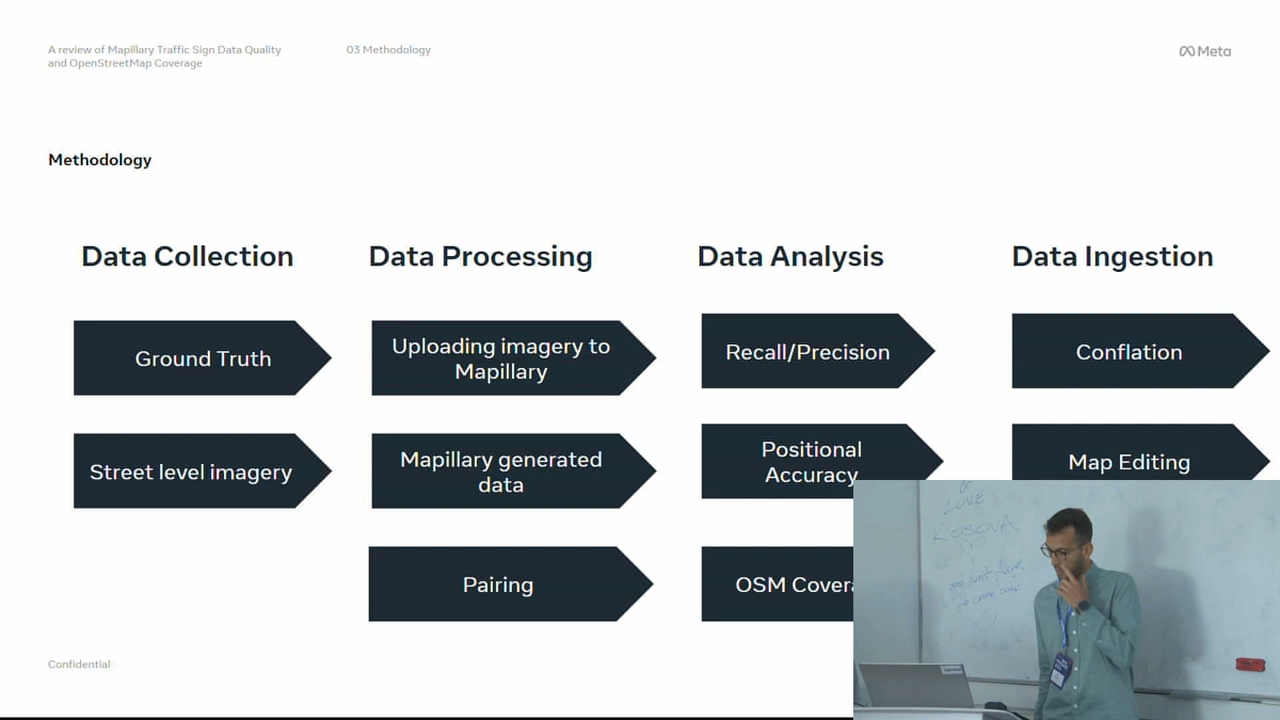 A review of Mapillary Traffic Sign Data Quality
and OpenStreetMap Coverage
03 Methodology
Meta
Methodology
Data Collection
Data Processing
Data Analysis
Data Ingestion
Ground Truth
Uploading imagery to
Mapillary
Recall/Precision
Conflation
Street level imagery
Mapillary generated
data
Positional
Accuracy
Map Editing
Pairing
OSM Covera
Confidential
LOVE
KOSOVA